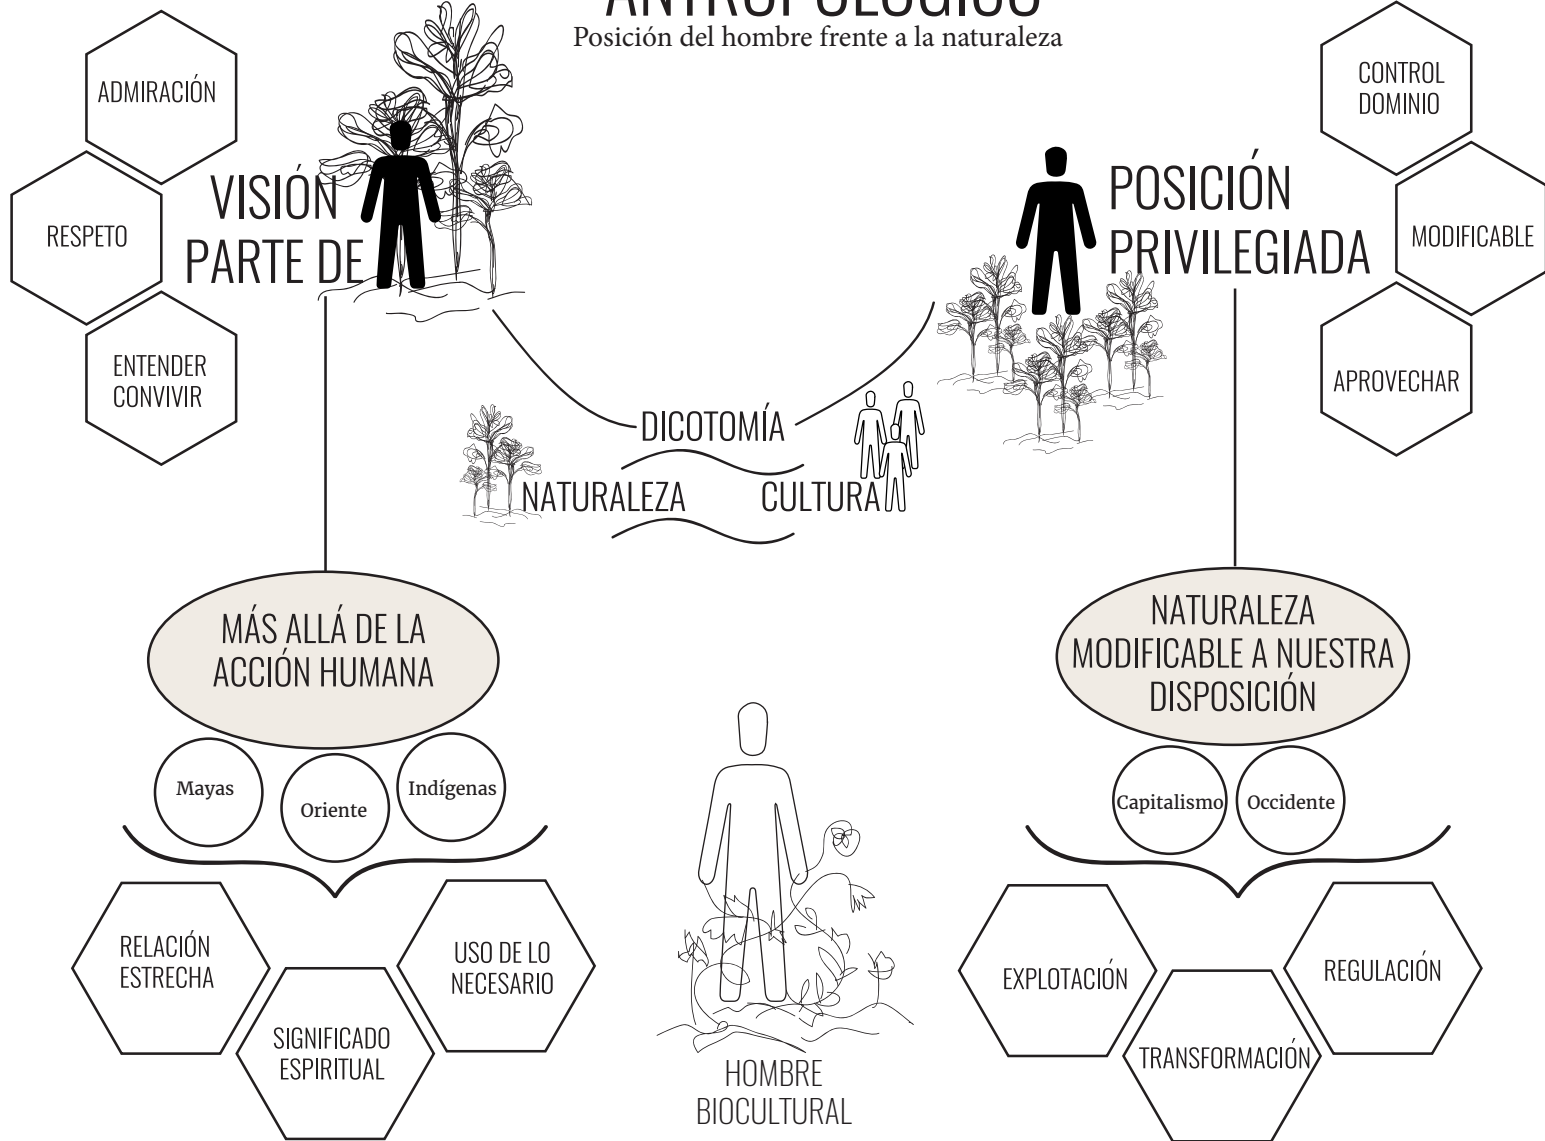 ANTROPOLÓGICO
Posición del hombre frente a la naturaleza
ADMIRACIÓN
RESPETO
ENTENDER
CONVIVIR
VISIÓN
PARTE DE
POSICIÓN
PRIVILEGIADA
CONTROL
DOMINIO
MODIFICABLE
APROVECHAR
DICOTOMÍA
NATURALEZA
CULTURA
MÁS ALLÁ DE LA
ACCIÓN HUMANA
Mayas
Oriente
Indígenas
RELACIÓN
ESTRECHA
SIGNIFICADO
ESPIRITUAL
USO DE LO
NECESARIO
HOMBRE
BIOCULTURAL
NATURALEZA
MODIFICABLE A NUESTRA
DISPOSICIÓN
Capitalismo
Occidente
EXPLOTACIÓN
TRANSFORMACIÓN
REGULACIÓN